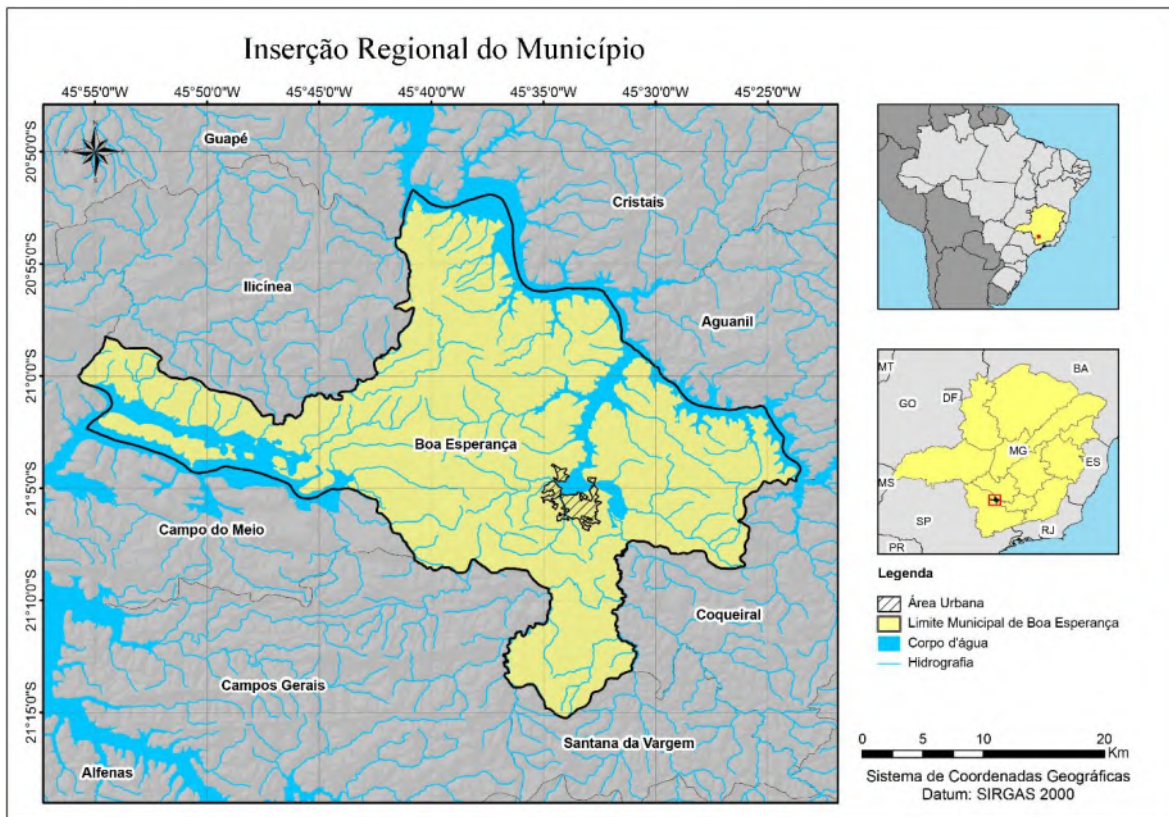 Inserção Regional do Município
45°55'0"W 45°50'0"W 45°45'0"W 45°40'0"W 45°35'0"W 45°30'0"W 45°25'0"W
20°50'0"S
20°55'0"S
21°0'0"S
21°5'0"S
21°10'0"S
21°15'0"S
Guapé
Cristais
Ilicínea
Aguanil
Boa Esperança
Campo do Meio
Coqueiral
Campos Gerais
Santana da Vargem
Alfenas
MT
BA
GO
DF
MG
ES
MS
SP
RJ
PR
Legenda
Área Urbana
Limite Municipal de Boa Esperança
Corpo d'água
Hidrografia
0 5 10 20
Km
Sistema de Coordenadas Geográficas
Datum: SIRGAS 2000